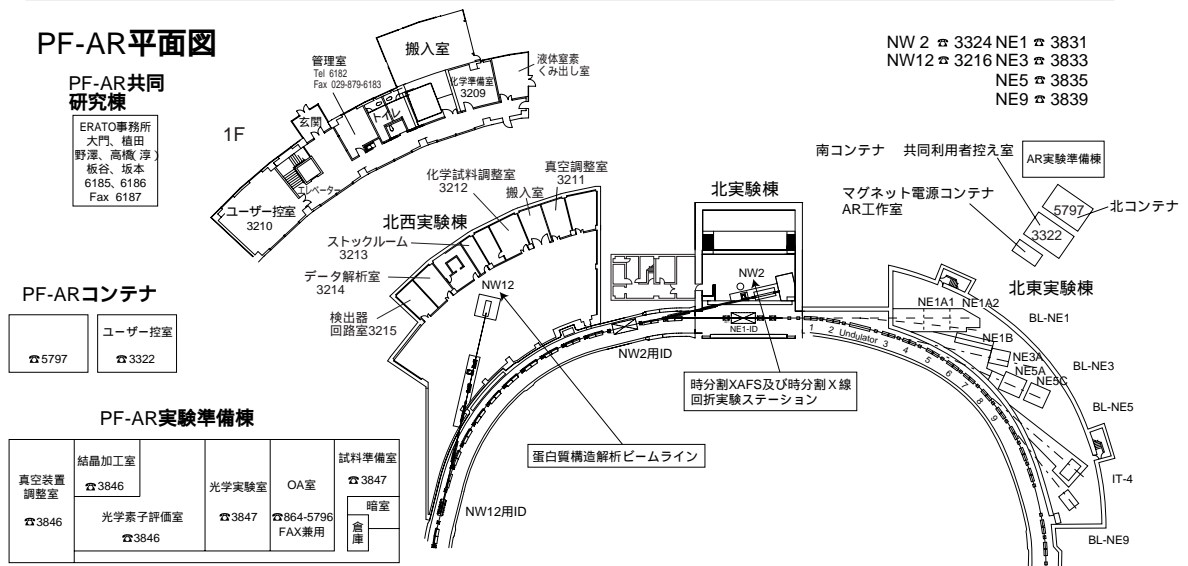 PF-AR平面図
PF-AR共同
研究棟
ERATO事務所
大門、植田
野澤、高橋(淳)
板谷、坂本
6185、6186
Fax 6187
1F
管理室
Tel 6182
Fax 029-879-6183
搬入室
液体窒素
くみ出し室
化学準備室
3209
トイレ
玄関
エレベーター
ユーザー控室
3210
NW 2 ☎ 3324 NE1 ☎ 3831
NW12 ☎ 3216 NE3 ☎ 3833
NE5 ☎ 3835
NE9 ☎ 3839
南コンテナ
共同利用者控え室
AR実験準備棟
マグネット電源コンテナ
AR工作室
5797
北コンテナ
3322
北西実験棟
化学試料調整室
3212
搬入室
真空調整室
3211
ストックルーム
3213
データ解析室
3214
検出器
回路室3215
NW12
北実験棟
NW2
NE1-ID
NW2用ID
北東実験棟
NE1A1
NE1A2
BL-NE1
NE1B
NE3A
BL-NE3
NE5A
NE5C
BL-NE5
IT-4
BL-NE9
1 2 Undulator 3 4 5 6 7 8 9
時分割XAFS及び時分割X線
回折実験ステーション
蛋白質構造解析ビームライン
NW12用ID
PF-ARコンテナ
☎5797
ユーザー控室
☎3322
PF-AR実験準備棟
真空装置
調整室
☎3846
結晶加工室
☎3846
光学素子評価室
☎3846
光学実験室
☎3847
OA室
☎864-5796
FAX兼用
試料準備室
☎3847
暗室
倉庫